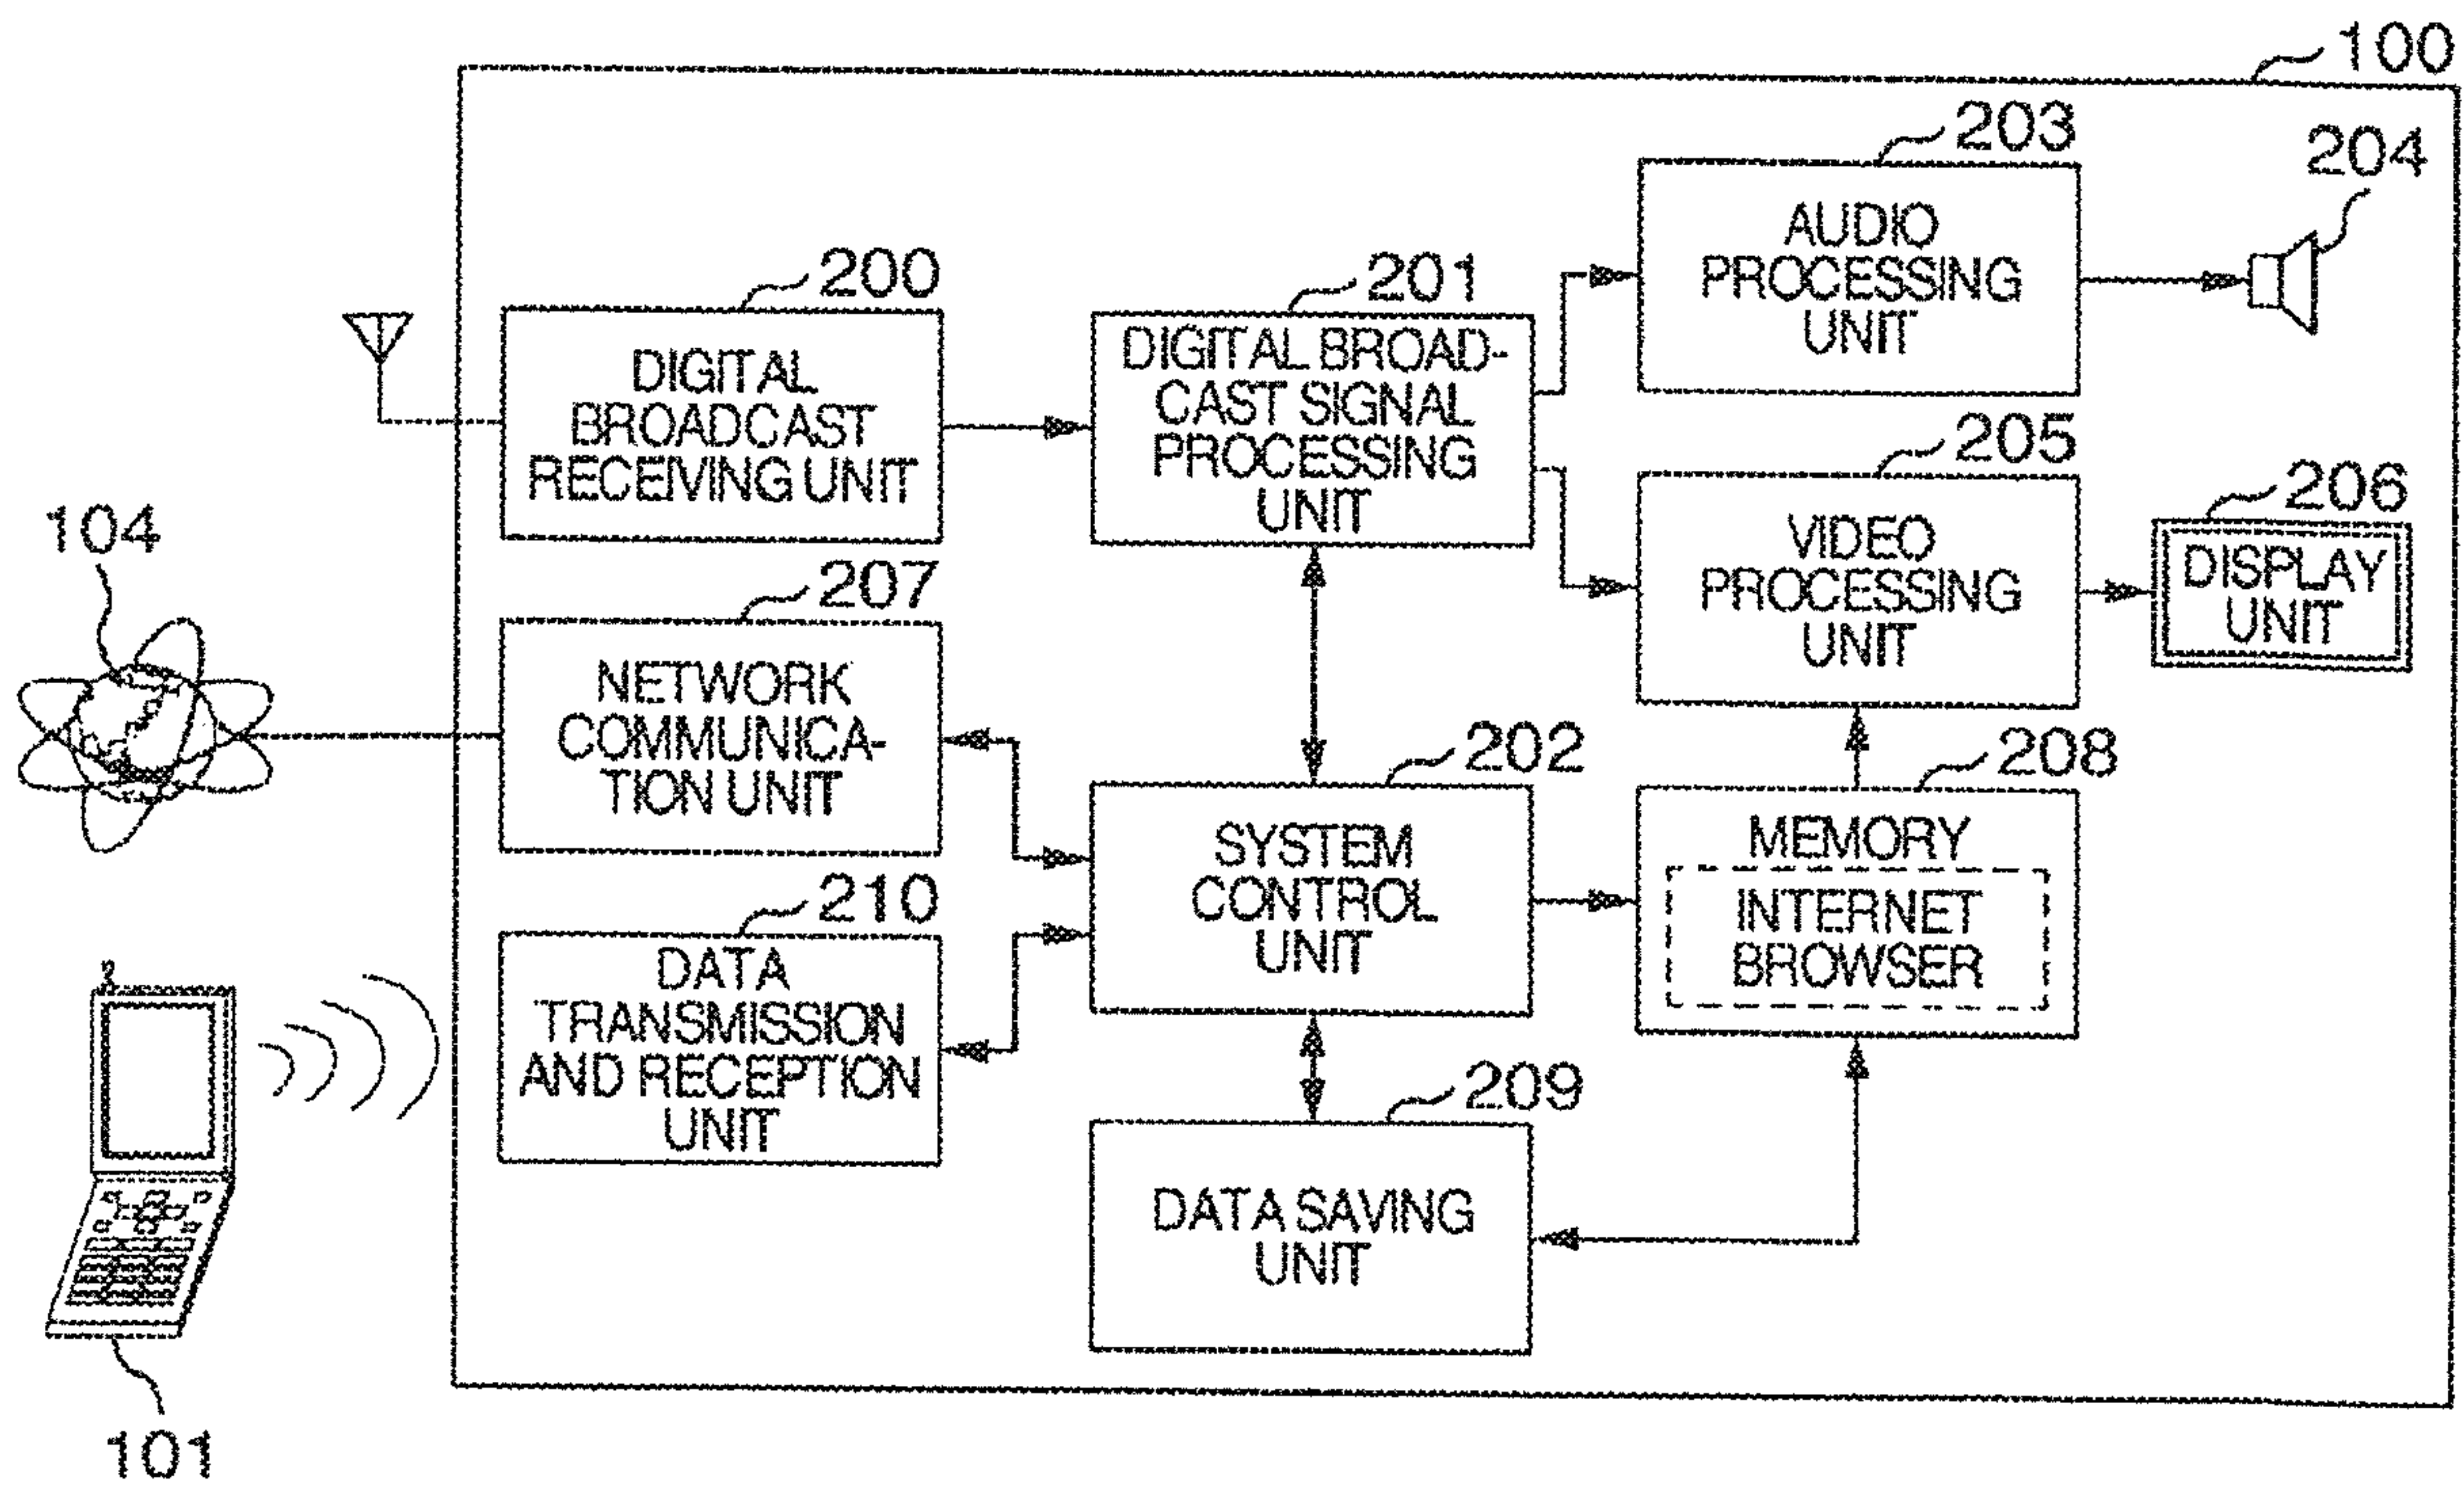 100
203
AUDIO
PROCESSING
UNIT
204
200
DIGITAL
BROADCAST
RECEIVING UNIT
201
DIGITAL BROAD-
CAST SIGNAL
PROCESSING
UNIT
205
VIDEO
PROCESSING
UNIT
206
DISPLAY
UNIT
104
207
NETWORK
COMMUNICA-
TION UNIT
202
SYSTEM
CONTROL
UNIT
208
MEMORY
INTERNET
BROWSER
210
DATA
TRANSMISSION
AND RECEPTION
UNIT
209
DATA SAVING
UNIT
101